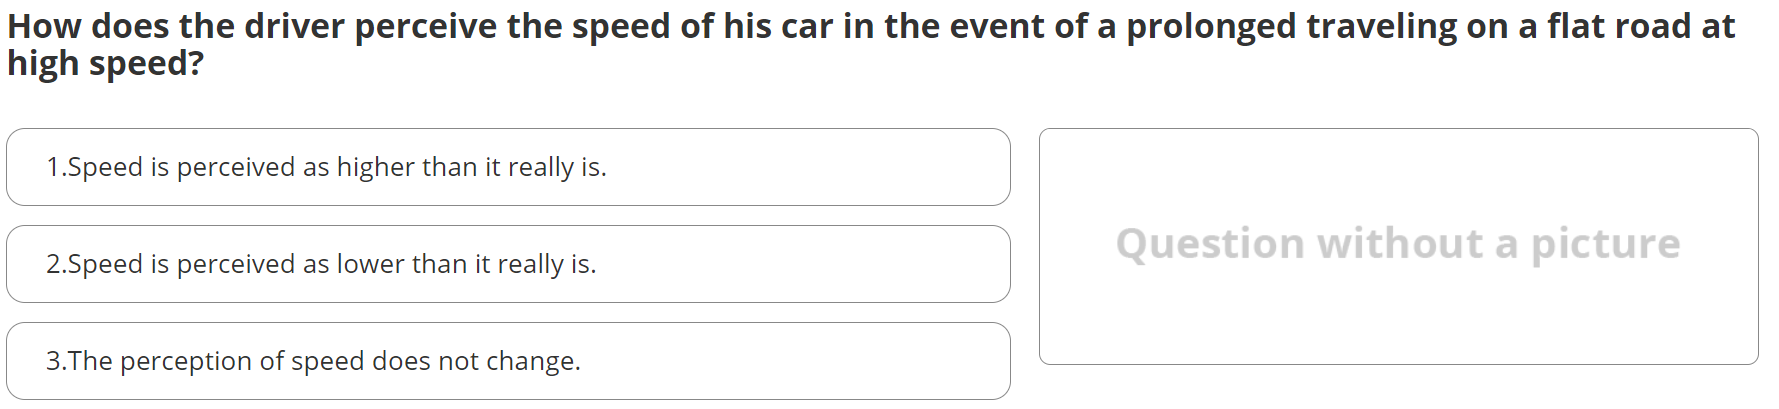 How does the driver perceive the speed of his car in the event of a prolonged traveling on a flat road at
high speed?
1.Speed is perceived as higher than it really is.
2.Speed is perceived as lower than it really is.
3.The perception of speed does not change.
Question without a picture